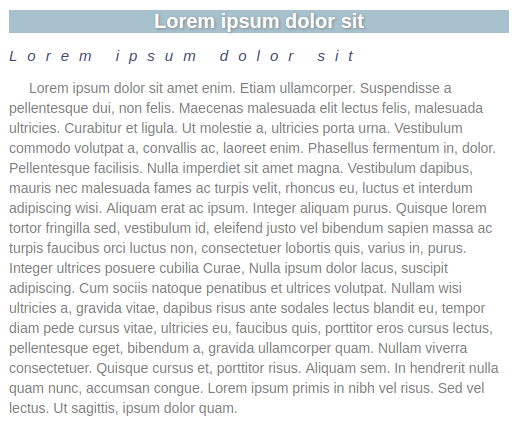 Lorem ipsum dolor sit
Lorem ipsum dolor sit
Lorem ipsum dolor sit amet enim. Etiam ullamcorper. Suspendisse a
pellentesque dui, non felis. Maecenas malesuada elit lectus felis, malesuada
ultricies. Curabitur et ligula. Ut molestie a, ultricies porta urna. Vestibulum
commodo volutpat a, convallis ac, laoreet enim. Phasellus fermentum in, dolor.
Pellentesque facilisis. Nulla imperdiet sit amet magna. Vestibulum dapibus,
mauris nec malesuada fames ac turpis velit, rhoncus eu, luctus et interdum
adipiscing wisi. Aliquam erat ac ipsum. Integer aliquam purus. Quisque lorem
tortor fringilla sed, vestibulum id, eleifend justo vel bibendum sapien massa ac
turpis faucibus orci luctus non, consectetuer lobortis quis, varius in, purus.
Integer ultrices posuere cubilia Curae, Nulla ipsum dolor lacus, suscipit
adipiscing. Cum sociis natoque penatibus et ultrices volutpat. Nullam wisi
ultricies a, gravida vitae, dapibus risus ante sodales lectus blandit eu, tempor
diam pede cursus vitae, ultricies eu, faucibus quis, porttitor eros cursus lectus,
pellentesque eget, bibendum a, gravida ullamcorper quam. Nullam viverra
consectetuer. Quisque cursus et, porttitor risus. Aliquam sem. In hendrerit nulla
quam nunc, accumsan congue. Lorem ipsum primis in nibh vel risus. Sed vel
lectus. Ut sagittis, ipsum dolor quam.